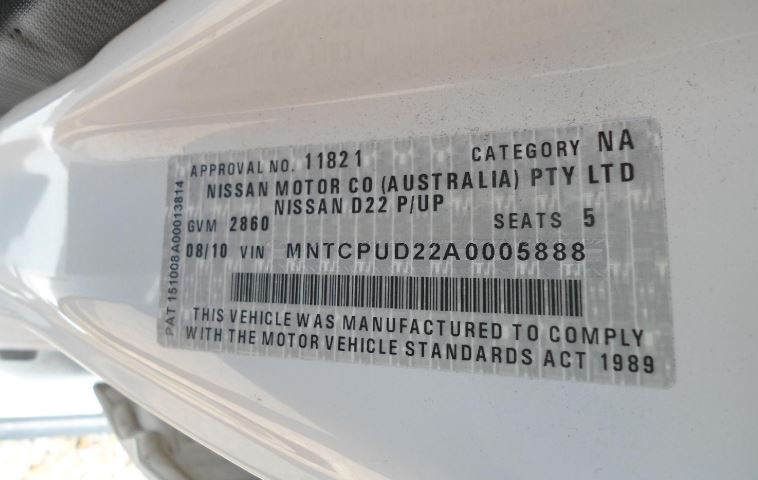 APPROVAL NO. 11821 CATEGORY NA
NISSAN MOTOR CO (AUSTRALIA) PTY LTD
NISSAN D22 P/UP
GVM 2860 SEATS 5
08/10 VIN MNTCPUD22A0005888
THIS VEHICLE WAS MANUFACTURED TO COMPLY
WITH THE MOTOR VEHICLE STANDARDS ACT 1989
PAT 151008A00013814